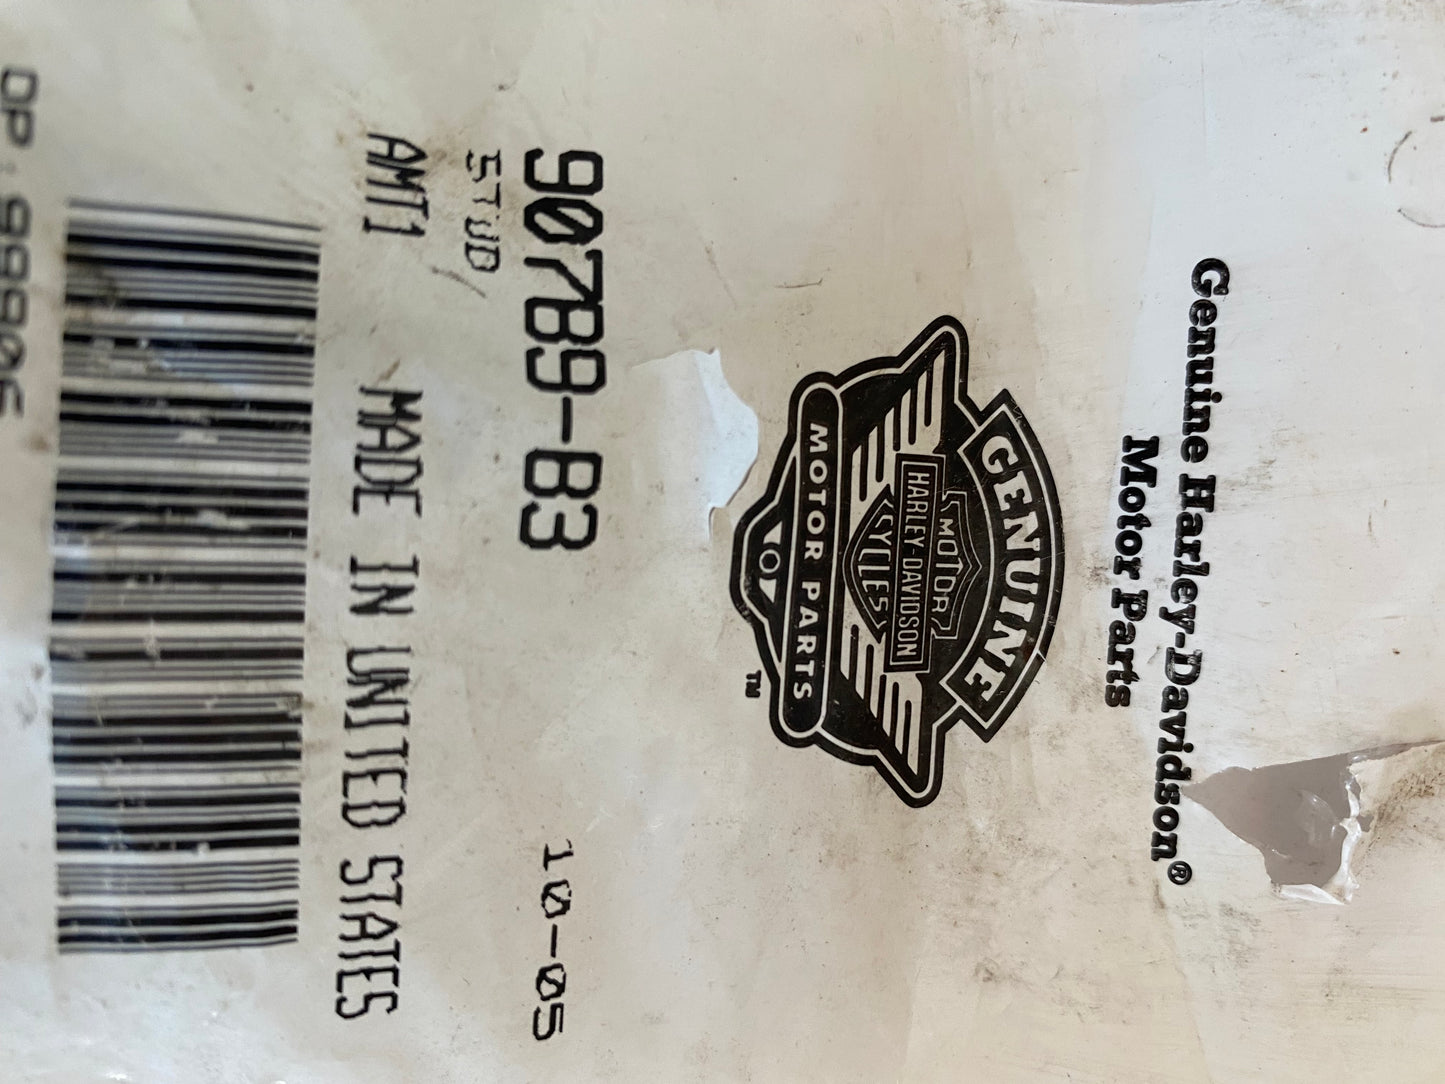 Genuine Harley-Davidson®
Motor Parts
GENUINE
MOTOR
HARLEY-DAVIDSON
CYCLES
MOTOR PARTS
TM
90789-83
10-05
STUD
AMT1
MADE IN UNITED STATES